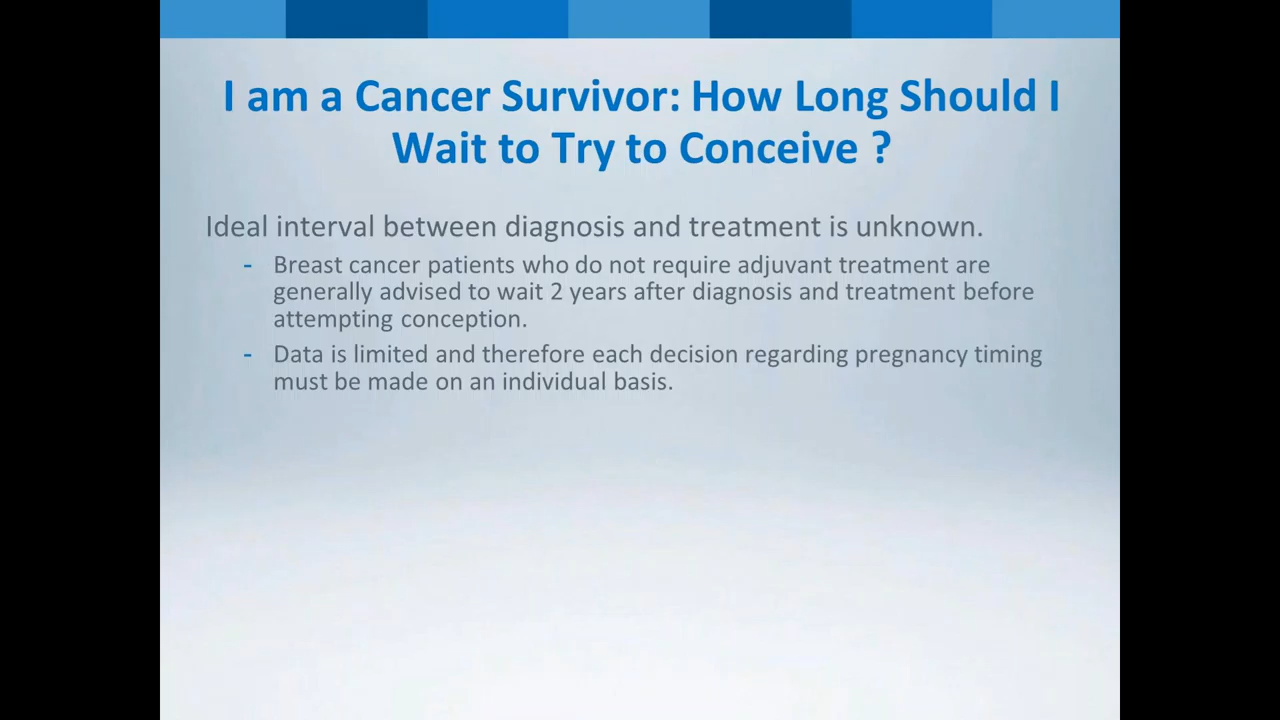 I am a Cancer Survivor: How Long Should I
Wait to Try to Conceive ?
Ideal interval between diagnosis and treatment is unknown.
- Breast cancer patients who do not require adjuvant treatment are
generally advised to wait 2 years after diagnosis and treatment before
attempting conception.
- Data is limited and therefore each decision regarding pregnancy timing
must be made on an individual basis.